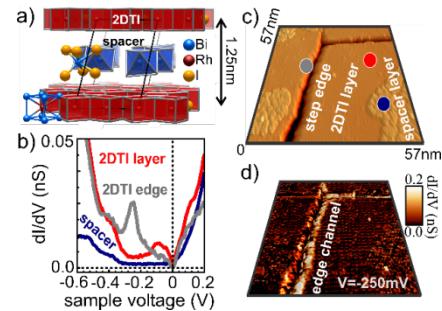 a)
2DTI
spacer
Bi
Rh
I
1.25nm
b)
0.05
0.0
dI/dV (nS)
2DTI layer
2DTI edge
spacer
-0.6 -0.4 -0.2 0 0.2
sample voltage (V)
c)
57nm
step edge
2DTI layer
spacer layer
0
57nm
d)
edge channel
V=-250mV
0.2
0.0
dI/dV (nS)